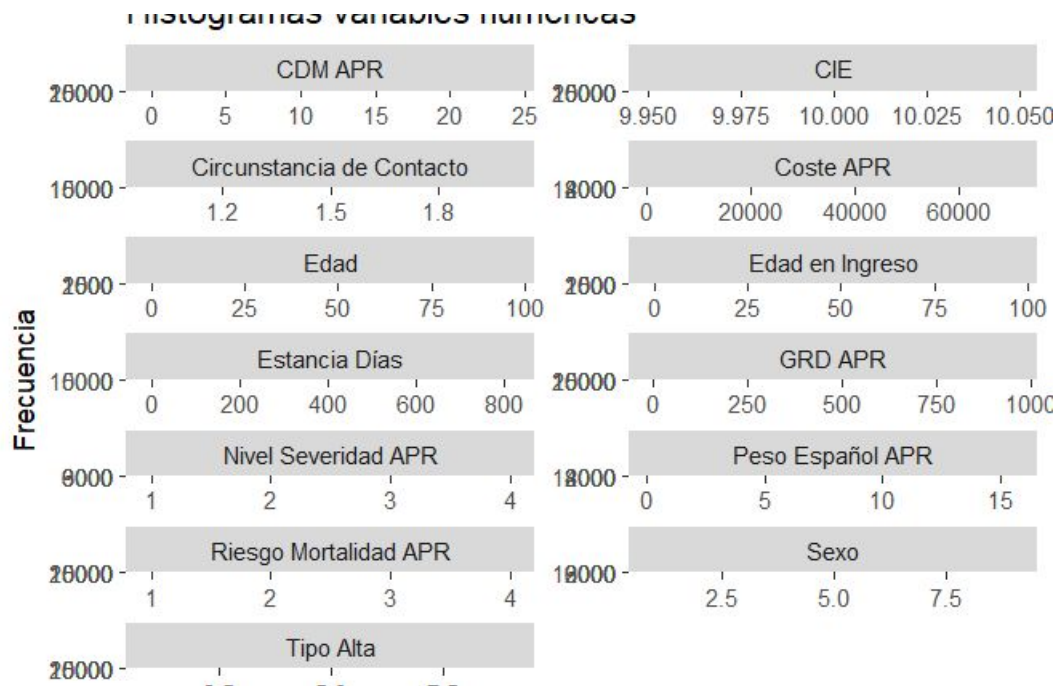 Histogramas variables numéricas
CDM APR
CIE
0 5 10 15 20 25
9.950 9.975 10.000 10.025 10.050
Circunstancia de Contacto
Coste APR
1.2 1.5 1.8
0 20000 40000 60000
Edad
Edad en Ingreso
0 25 50 75 100
0 25 50 75 100
Frecuencia
Estancia Días
GRD APR
0 200 400 600 800
0 250 500 750 1000
Nivel Severidad APR
Peso Español APR
1 2 3 4
0 5 10 15
Riesgo Mortalidad APR
Sexo
1 2 3 4
2.5 5.0 7.5
Tipo Alta